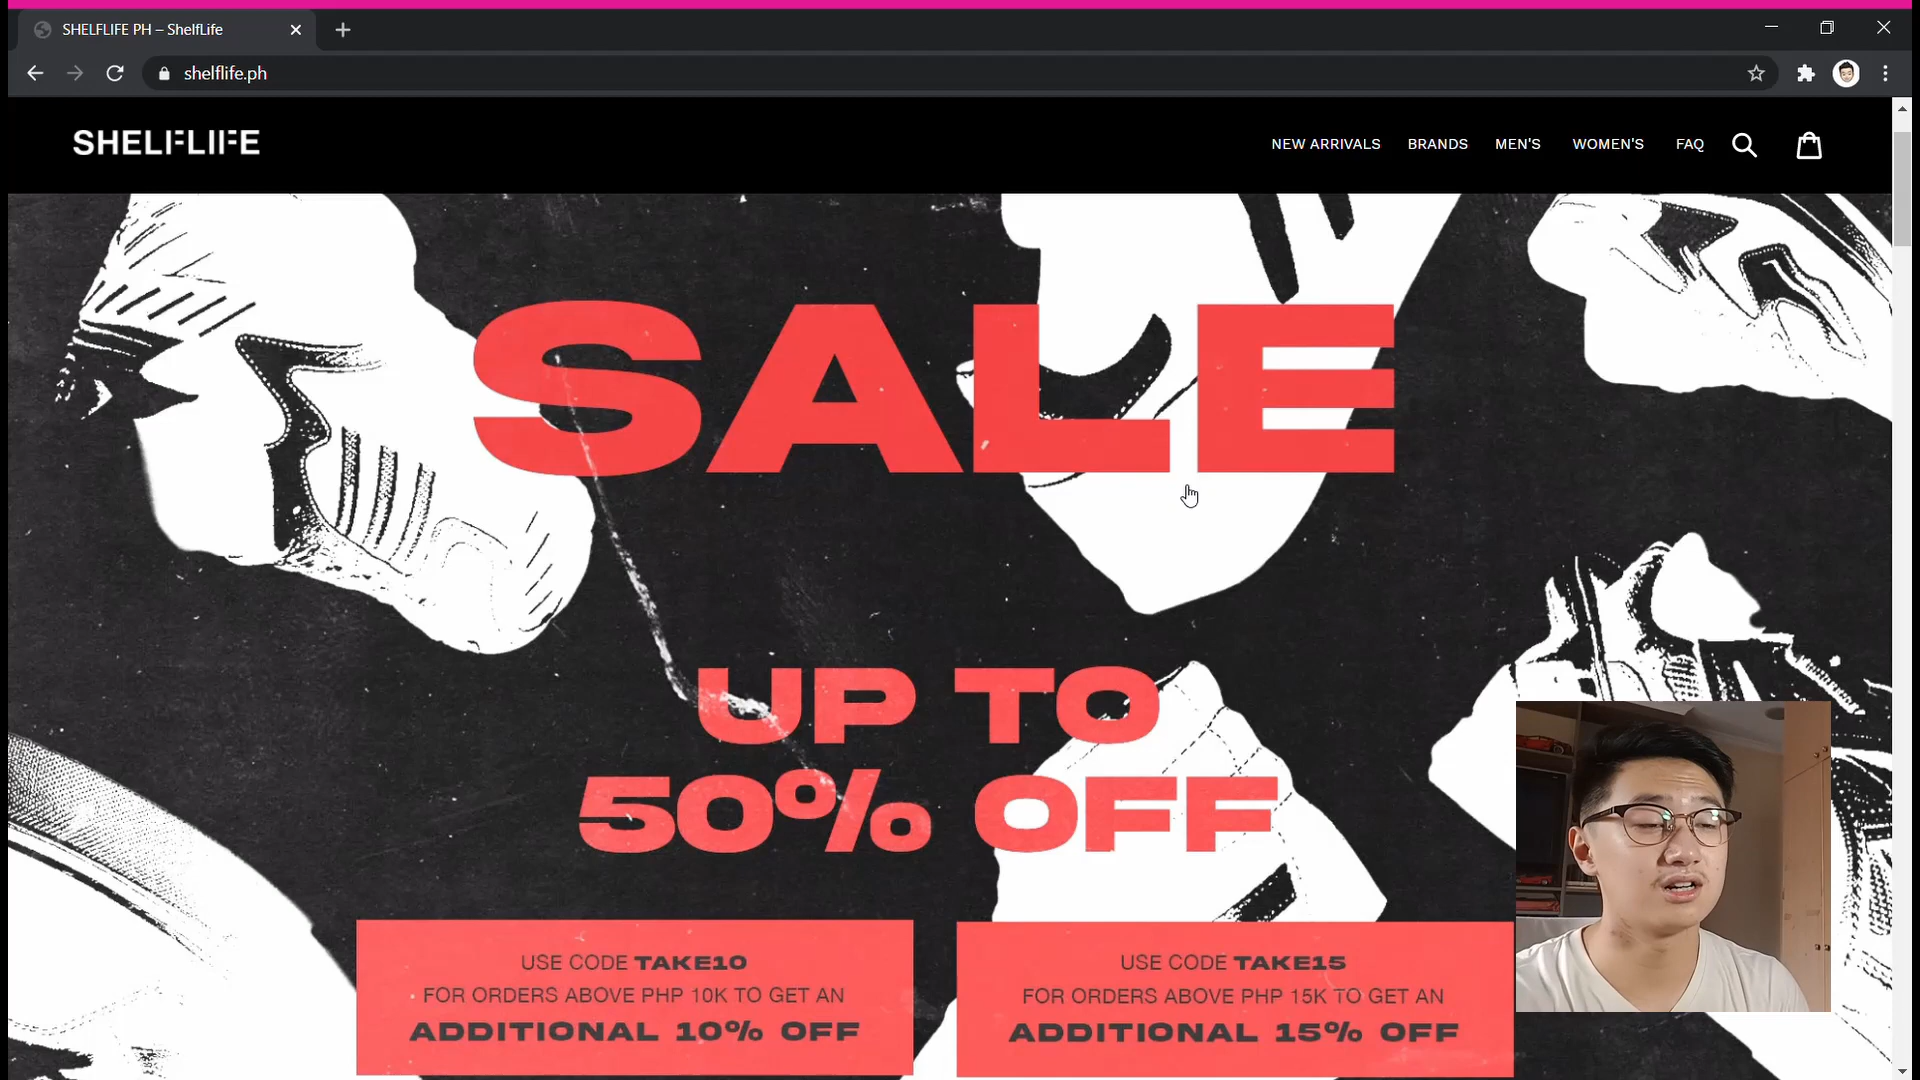 SHELFLIFE PH – ShelfLife
shelflife.ph
SHELFLIFE
NEW ARRIVALS BRANDS MEN'S WOMEN'S FAQ
SALE
UP TO
50% OFF
USE CODE TAKE10
FOR ORDERS ABOVE PHP 10K TO GET AN
ADDITIONAL 10% OFF
USE CODE TAKE15
FOR ORDERS ABOVE PHP 15K TO GET AN
ADDITIONAL 15% OFF